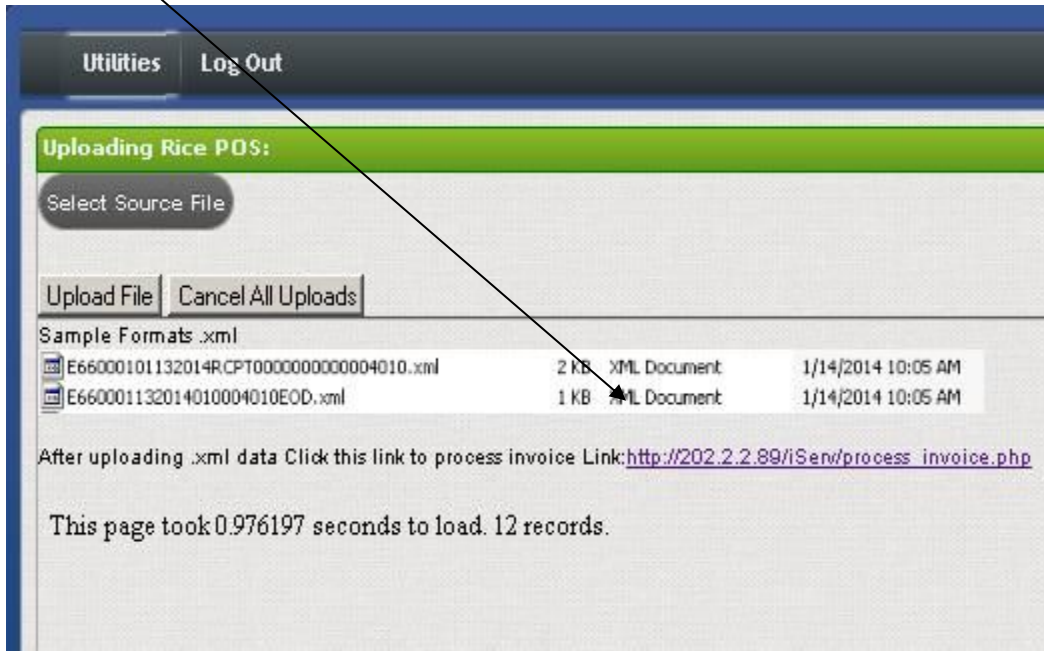 Utilities Log Out
Uploading Rice POS:
Select Source File
Upload File Cancel All Uploads
Sample Formats .xml
E66000101132014RCPT0000000000004010.xml 2 KB XML Document 1/14/2014 10:05 AM
E660001132014010004010EOD.xml 1 KB XML Document 1/14/2014 10:05 AM
After uploading .xml data Click this link to process invoice Link:http://202.2.2.89/iServ/process_invoice.php
This page took 0.976197 seconds to load. 12 records.